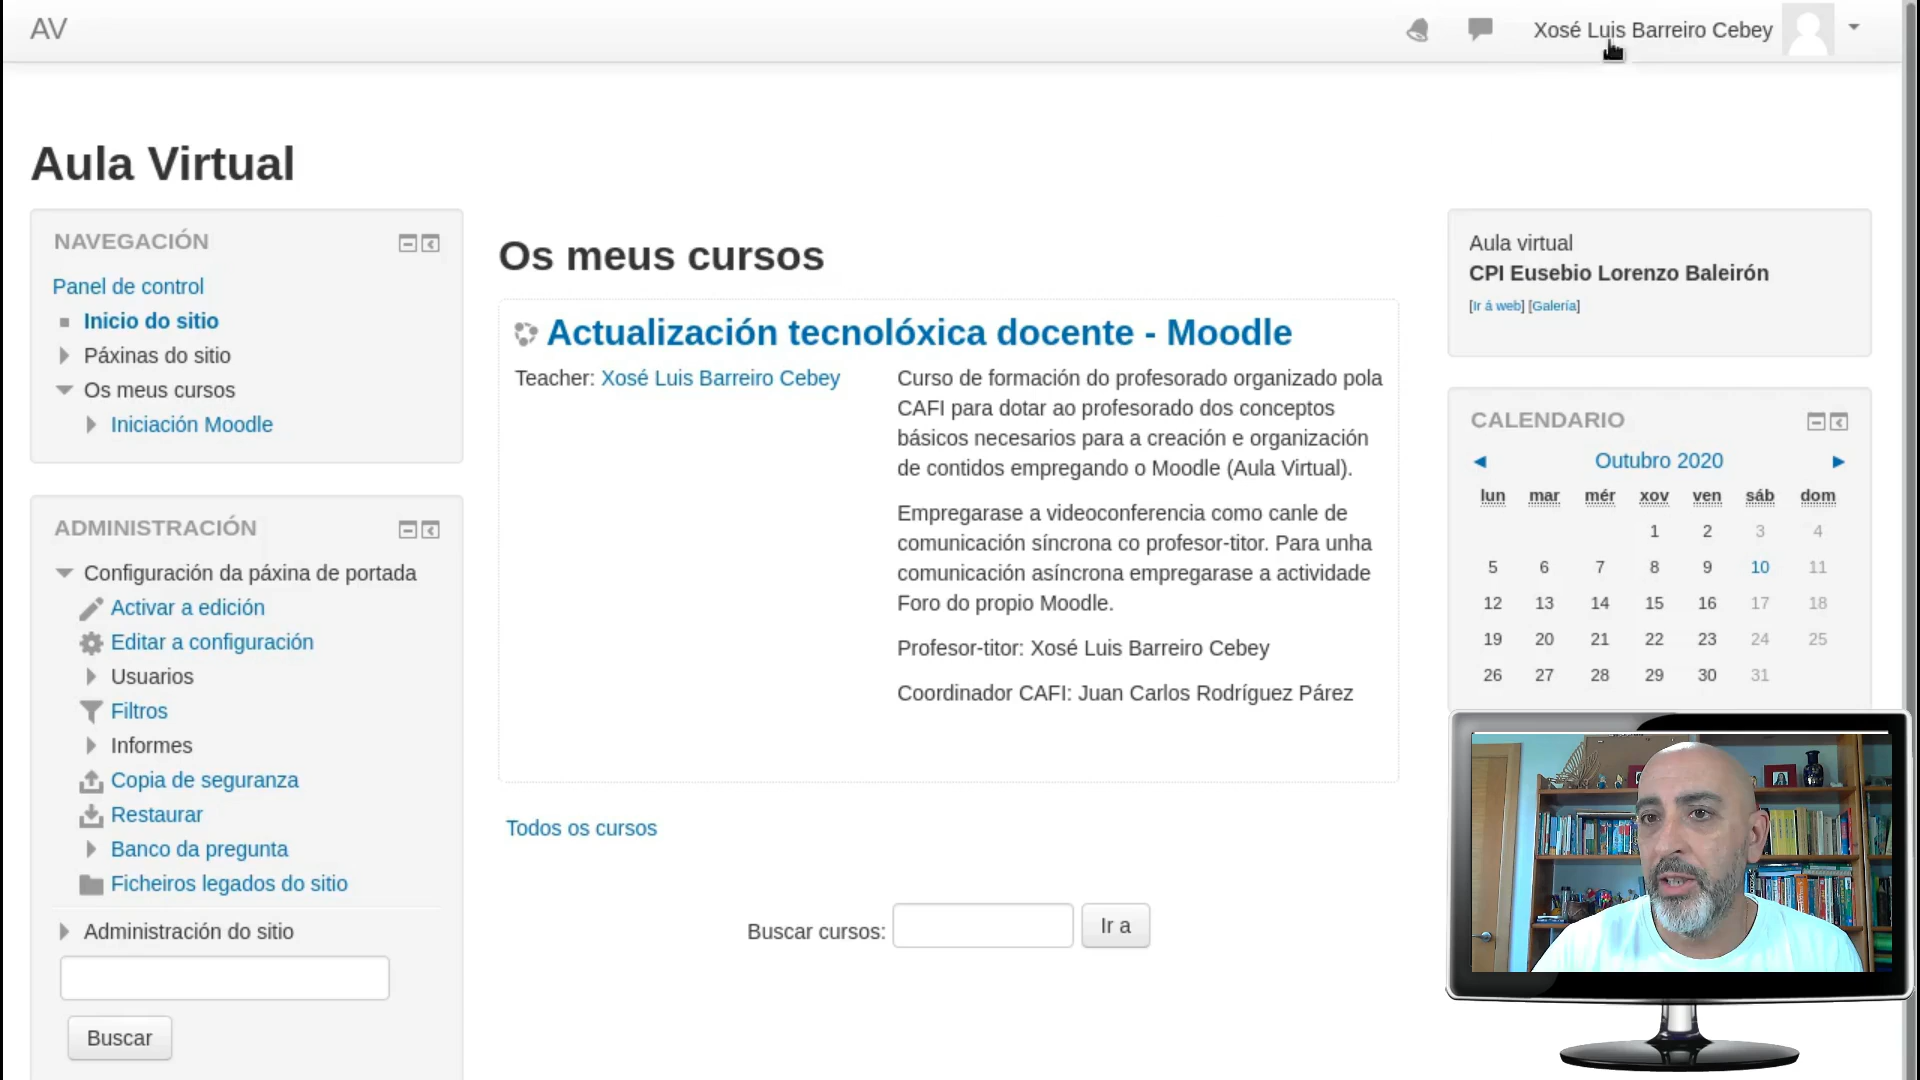 AV
Xosé Luis Barreiro Cebey
Aula Virtual
NAVEGACIÓN
Panel de control
Inicio do sitio
Páxinas do sitio
Os meus cursos
Iniciación Moodle
ADMINISTRACIÓN
Configuración da páxina de portada
Activar a edición
Editar a configuración
Usuarios
Filtros
Informes
Copia de seguranza
Restaurar
Banco da pregunta
Ficheiros legados do sitio
Administración do sitio
Buscar
Os meus cursos
Actualización tecnolóxica docente - Moodle
Teacher: Xosé Luis Barreiro Cebey
Curso de formación do profesorado organizado pola
CAFI para dotar ao profesorado dos conceptos
básicos necesarios para a creación e organización
de contidos empregando o Moodle (Aula Virtual).
Empregarase a videoconferencia como canle de
comunicación síncrona co profesor-titor. Para unha
comunicación asíncrona empregarase a actividade
Foro do propio Moodle.
Profesor-titor: Xosé Luis Barreiro Cebey
Coordinador CAFI: Juan Carlos Rodríguez Párez
Todos os cursos
Buscar cursos: Ir a
Aula virtual
CPI Eusebio Lorenzo Baleirón
[Ir á web] [Galería]
CALENDARIO
◄ Outubro 2020 ►
lun mar mér xov ven sáb dom
1 2 3 4
5 6 7 8 9 10 11
12 13 14 15 16 17 18
19 20 21 22 23 24 25
26 27 28 29 30 31